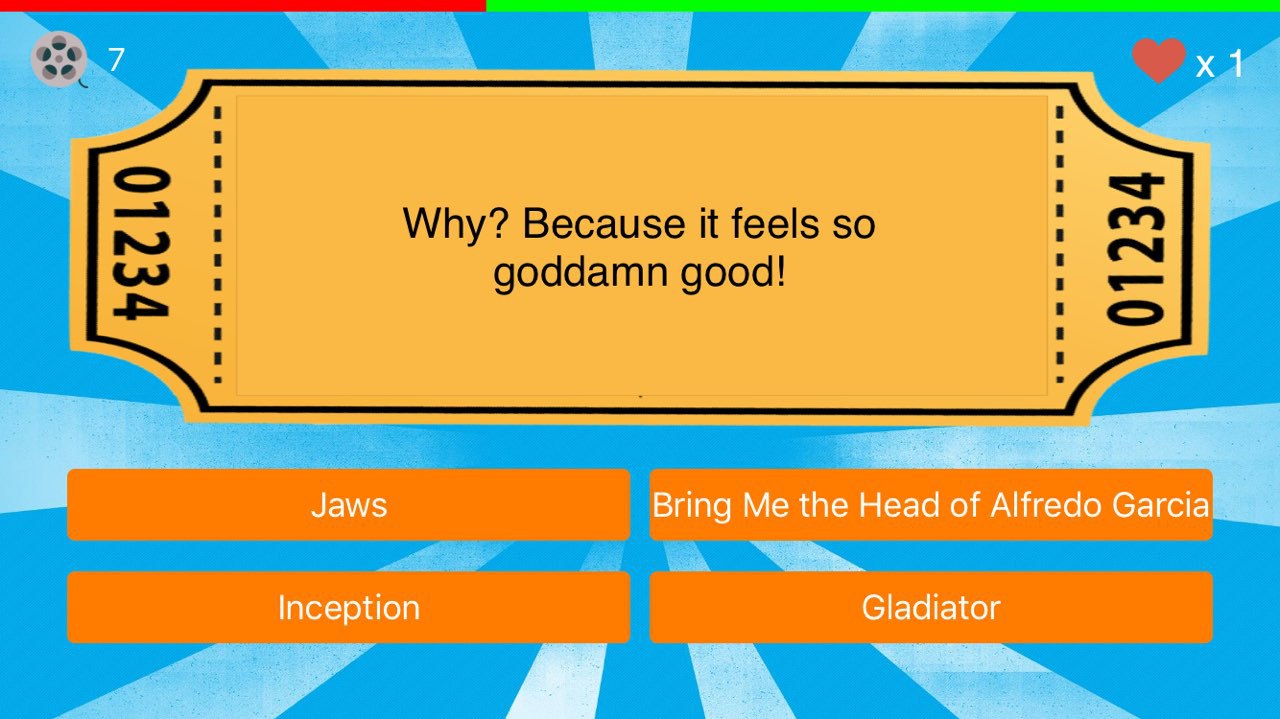 7
x 1
01234
Why? Because it feels so
goddamn good!
01234
Jaws
Bring Me the Head of Alfredo Garcia
Inception
Gladiator